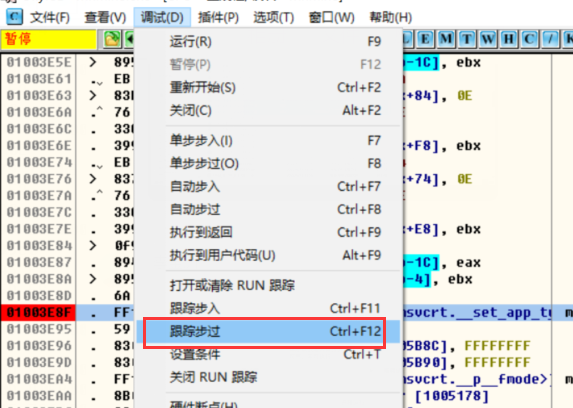 C 文件(F) 查看(V) 调试(D) 插件(P) 选项(T) 窗口(W) 帮助(H)
暂停 L E M T W H C / K
运行(R) F9
01003E5E > 895 -1C], ebx
暂停(P) F12
01003E61 .. EB
重新开始(S) Ctrl+F2
01003E63 > 83 +84], 0E
关闭(C) Alt+F2
01003E6A .^ 76
01003E6C . 330
单步步入(I) F7
01003E6E . 399 +F8], ebx
单步步过(O) F8
01003E74 .. EB
自动步入 Ctrl+F7
01003E76 > 837 +74], 0E
01003E7A .^ 76
自动步过 Ctrl+F8
01003E7C . 330
执行到返回 Ctrl+F9
01003E7E . 399 +E8], ebx
执行到用户代码(U) Alt+F9
01003E84 > 0F9
01003E87 . 894 -1C], eax
打开或清除 RUN 跟踪
01003E8A > 895 -4], ebx
01003E8D . 6A
跟踪步入 Ctrl+F11
01003E8F . FF svcrt.__set_app_t
跟踪步过 Ctrl+F12
01003E95 . 59
设置条件 Ctrl+T
01003E96 . 83 5B8C], FFFFFFFF
关闭 RUN 跟踪
01003E9D . 83 5B90], FFFFFFFF
01003EA4 . FF svcrt.__p__fmode>]
01003EAA . 8B [1005178]
硬件断点(H)